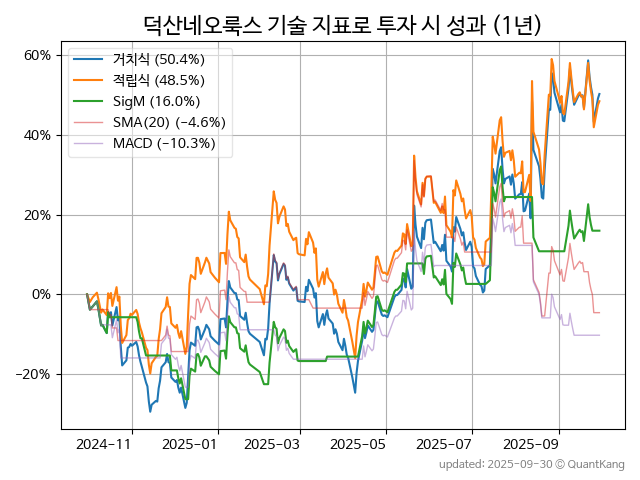 덕산네오룩스 기술 지표로 투자 시 성과 (1년)
60%
40%
20%
0%
−20%
거치식 (50.4%)
적립식 (48.5%)
SigM (16.0%)
SMA(20) (−4.6%)
MACD (−10.3%)
2024-11
2025-01
2025-03
2025-05
2025-07
2025-09
updated: 2025-09-30 © QuantKang